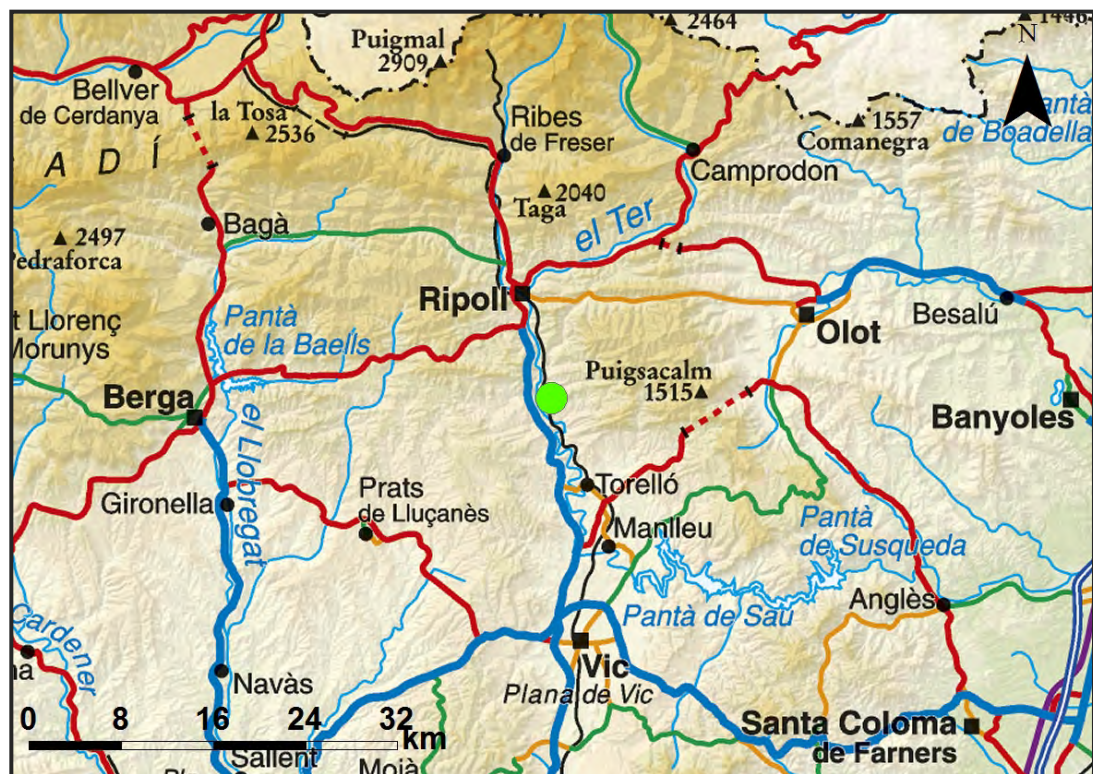 2464
1446
N
Puigmal
2909
Bellver
de Cerdanya
la Tosa
2536
Ribes
de Freser
1557
Comanegra
de Boadella
Camprodon
A D Í
2040
Taga
el Ter
Bagà
2497
Ripoll
Besalú
Olot
t Llorenç
Morunys
Pantà
de la Baells
Puigsacalm
1515
Berga
Banyoles
el Llobregat
Gironella
Prats
de Lluçanès
Torelló
Manlleu
Pantà
de Susqueda
Anglès
Pantà de Sau
Cardener
na
Vic
Plana de Vic
Navàs
Santa Coloma
de Farners
0 8 16 24 32
km
Sallent
Moià